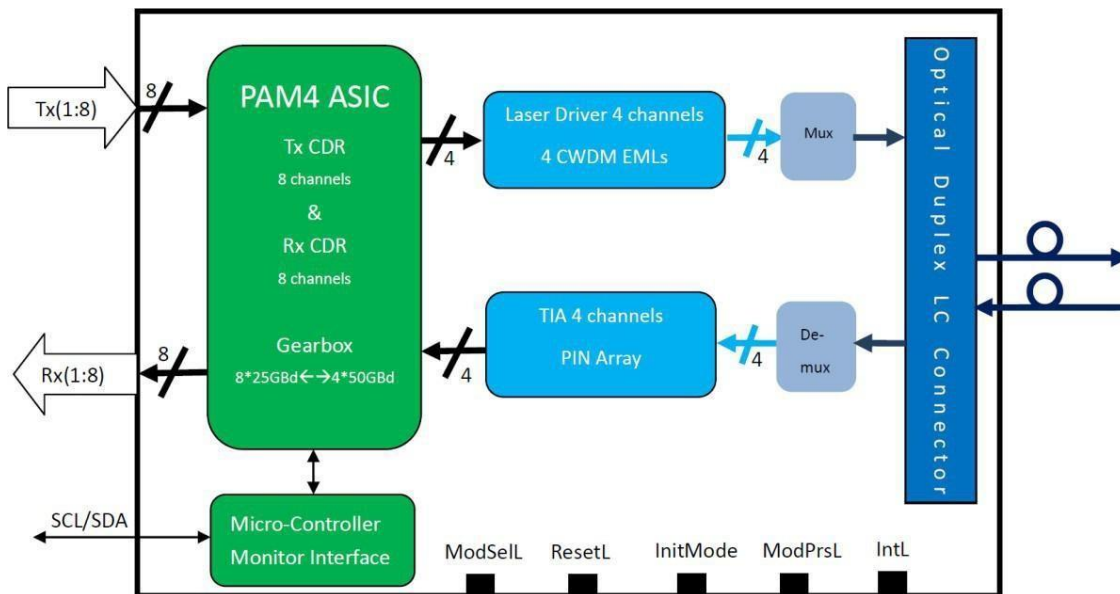 Tx(1:8)
8
PAM4 ASIC
Tx CDR
8 channels
&
Rx CDR
8 channels
Gearbox
8*25GBd←→4*50GBd
4
Laser Driver 4 channels
4 CWDM EMLs
4
Mux
Optical Duplex LC Connector
Rx(1:8)
8
4
TIA 4 channels
PIN Array
4
De-
mux
SCL/SDA
Micro-Controller
Monitor Interface
ModSelL
ResetL
InitMode
ModPrsL
IntL